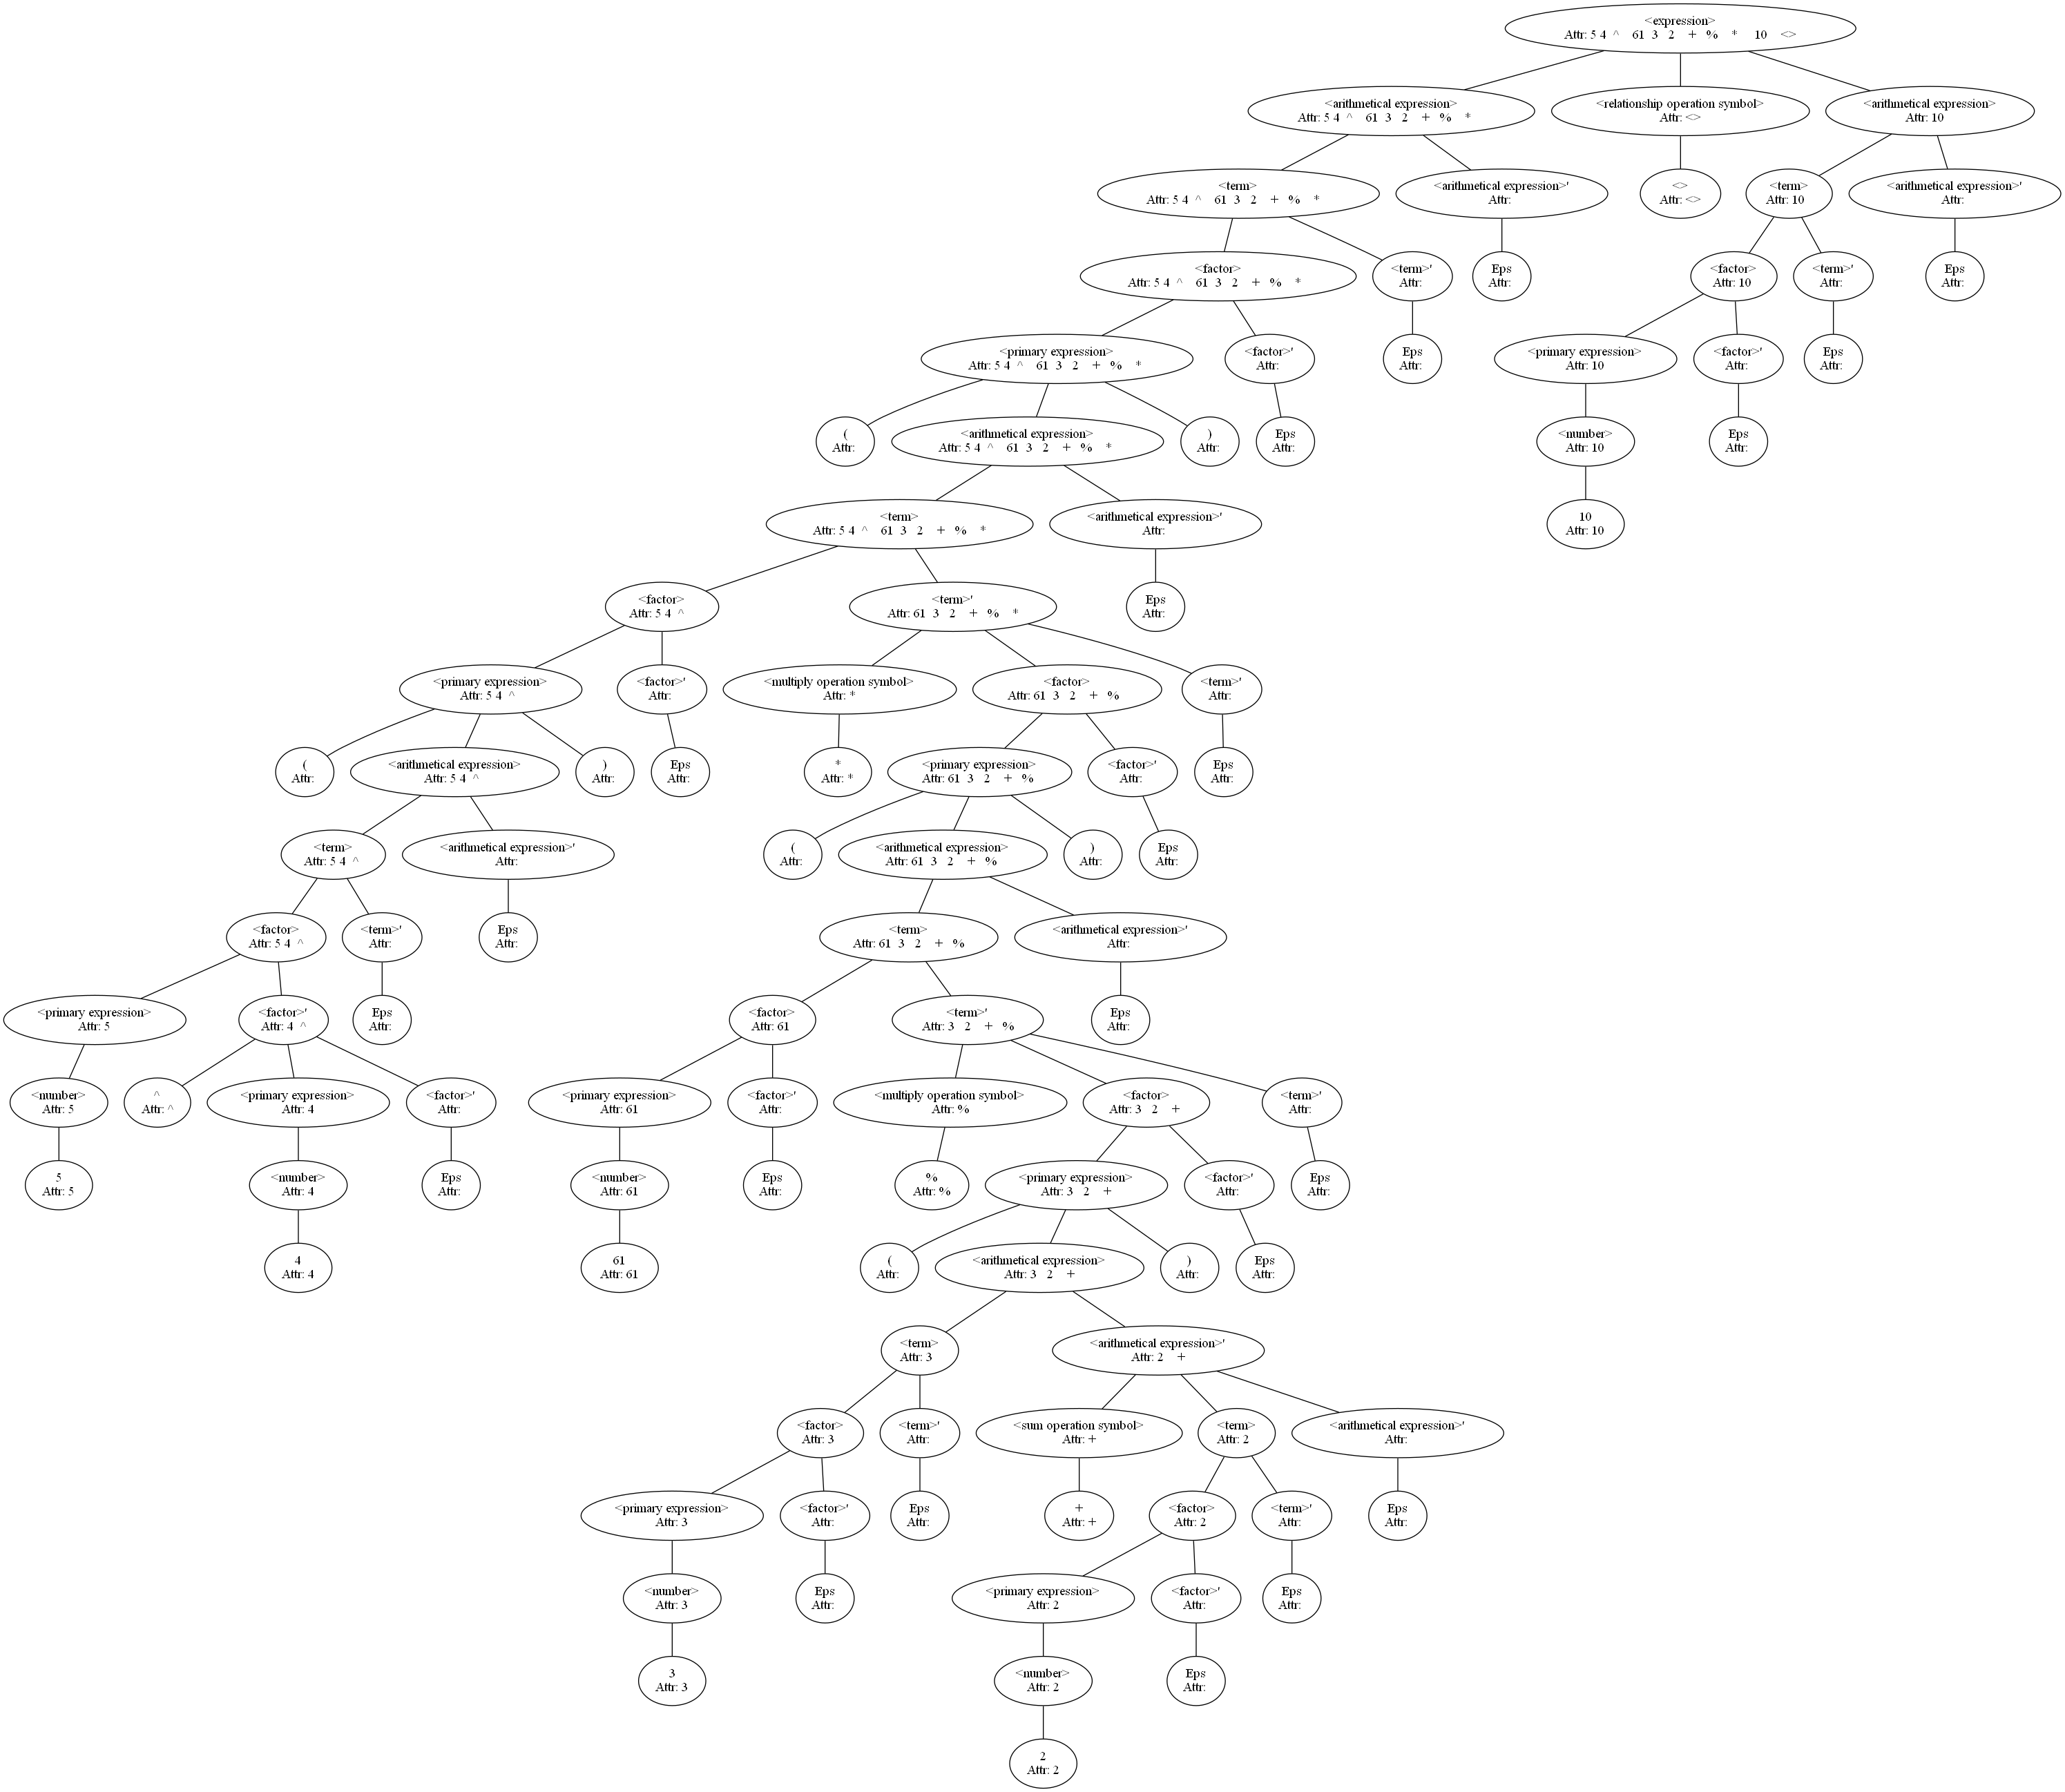 <expression>
Attr: 5 4 ^ 61 3 2 + % * 10 <>
<arithmetical expression>
Attr: 5 4 ^ 61 3 2 + % *
<relationship operation symbol>
Attr: <>
<arithmetical expression>
Attr: 10
<term>
Attr: 5 4 ^ 61 3 2 + % *
<arithmetical expression>'
Attr:
<>
Attr: <>
<term>
Attr: 10
<arithmetical expression>'
Attr:
<factor>
Attr: 5 4 ^ 61 3 2 + % *
<term>'
Attr:
Eps
Attr:
<factor>
Attr: 10
<term>'
Attr:
Eps
Attr:
<primary expression>
Attr: 5 4 ^ 61 3 2 + % *
<factor>'
Attr:
Eps
Attr:
<primary expression>
Attr: 10
<factor>'
Attr:
Eps
Attr:
(
Attr:
<arithmetical expression>
Attr: 5 4 ^ 61 3 2 + % *
)
Attr:
Eps
Attr:
<number>
Attr: 10
Eps
Attr:
<term>
Attr: 5 4 ^ 61 3 2 + % *
<arithmetical expression>'
Attr:
10
Attr: 10
<factor>
Attr: 5 4 ^
<term>'
Attr: 61 3 2 + % *
Eps
Attr:
<primary expression>
Attr: 5 4 ^
<factor>'
Attr:
<multiply operation symbol>
Attr: *
<factor>
Attr: 61 3 2 + %
<term>'
Attr:
(
Attr:
<arithmetical expression>
Attr: 5 4 ^
)
Attr:
Eps
Attr:
*
Attr: *
<primary expression>
Attr: 61 3 2 + %
<factor>'
Attr:
Eps
Attr:
<term>
Attr: 5 4 ^
<arithmetical expression>'
Attr:
(
Attr:
<arithmetical expression>
Attr: 61 3 2 + %
)
Attr:
Eps
Attr:
<factor>
Attr: 5 4 ^
<term>'
Attr:
Eps
Attr:
<term>
Attr: 61 3 2 + %
<arithmetical expression>'
Attr:
<primary expression>
Attr: 5
<factor>'
Attr: 4 ^
Eps
Attr:
<factor>
Attr: 61
<term>'
Attr: 3 2 + %
Eps
Attr:
<number>
Attr: 5
^
Attr: ^
<primary expression>
Attr: 4
<factor>'
Attr:
<primary expression>
Attr: 61
<factor>'
Attr:
<multiply operation symbol>
Attr: %
<factor>
Attr: 3 2 +
<term>'
Attr:
5
Attr: 5
<number>
Attr: 4
Eps
Attr:
<number>
Attr: 61
Eps
Attr:
%
Attr: %
<primary expression>
Attr: 3 2 +
<factor>'
Attr:
Eps
Attr:
4
Attr: 4
61
Attr: 61
(
Attr:
<arithmetical expression>
Attr: 3 2 +
)
Attr:
Eps
Attr:
<term>
Attr: 3
<arithmetical expression>'
Attr: 2 +
<factor>
Attr: 3
<term>'
Attr:
<sum operation symbol>
Attr: +
<term>
Attr: 2
<arithmetical expression>'
Attr:
<primary expression>
Attr: 3
<factor>'
Attr:
Eps
Attr:
+
Attr: +
<factor>
Attr: 2
<term>'
Attr:
Eps
Attr:
<number>
Attr: 3
Eps
Attr:
<primary expression>
Attr: 2
<factor>'
Attr:
Eps
Attr:
3
Attr: 3
<number>
Attr: 2
Eps
Attr:
2
Attr: 2